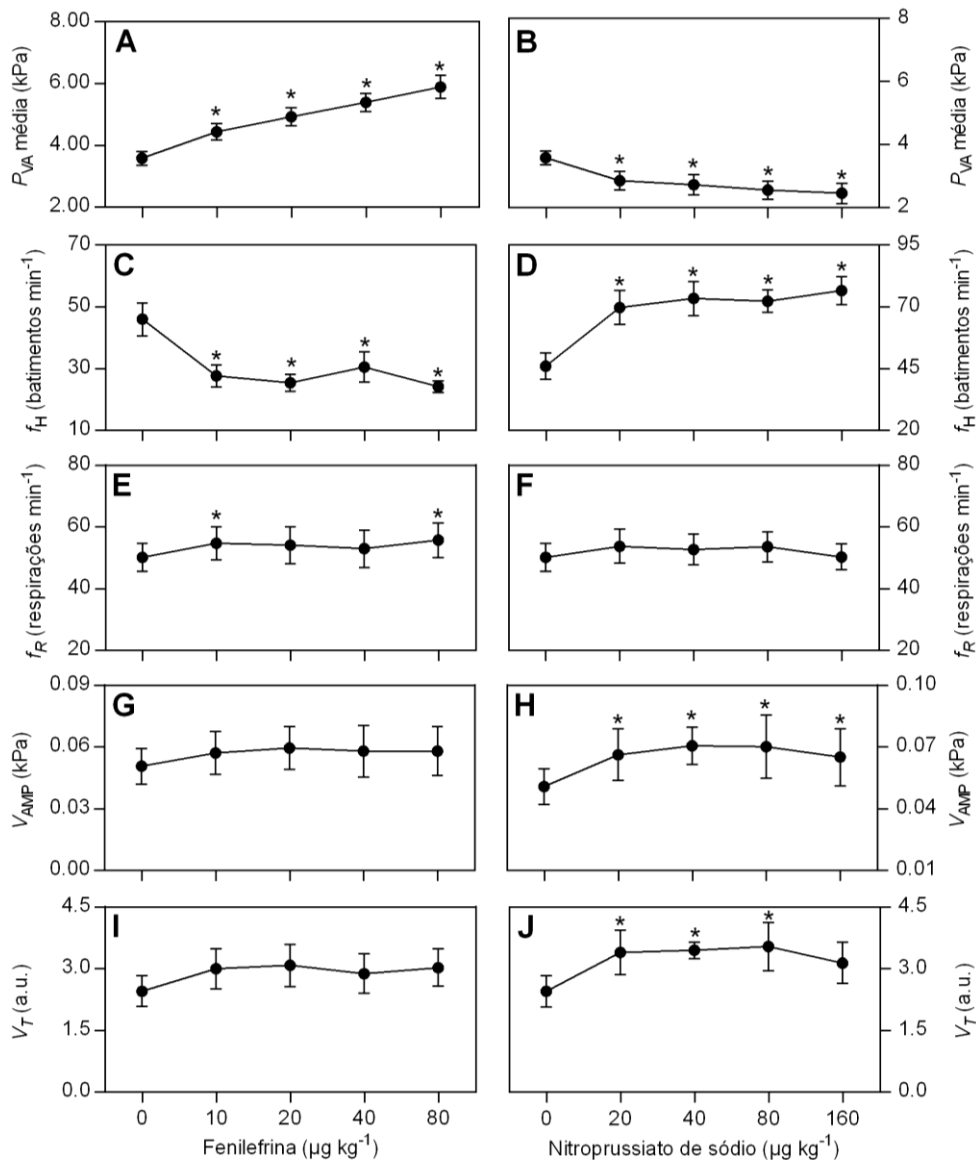 A
P_VA média (kPa)
8.00
6.00
4.00
2.00
* * * *
B
P_VA média (kPa)
8
6
4
2
* * * *
C
f_H (batimentos min⁻¹)
70
50
30
10
* * * *
D
f_H (batimentos min⁻¹)
95
70
45
20
* * * *
E
f_R (respirações min⁻¹)
80
60
40
20
* *
F
f_R (respirações min⁻¹)
80
60
40
20
G
V_AMP (kPa)
0.09
0.06
0.03
0.00
H
V_AMP (kPa)
0.10
0.07
0.04
0.01
* * * *
I
V_T (a.u.)
4.5
3.0
1.5
0.0
0 10 20 40 80
Fenilefrina (µg kg⁻¹)
J
V_T (a.u.)
4.5
3.0
1.5
0.0
* * *
0 20 40 80 160
Nitroprussiato de sódio (µg kg⁻¹)